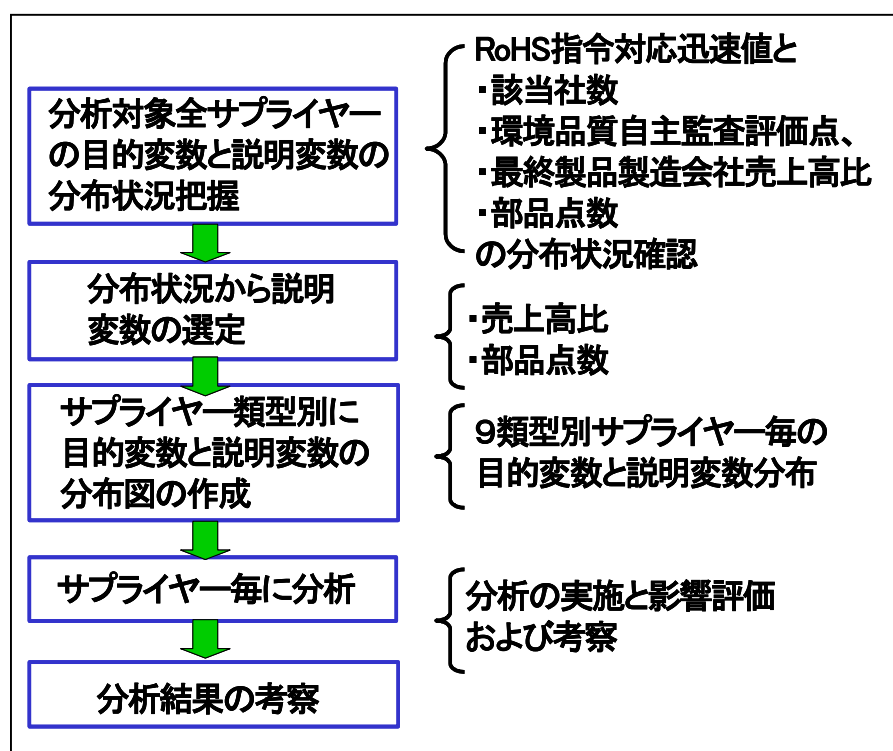 分析対象全サプライヤー
の目的変数と説明変数の
分布状況把握
RoHS指令対応迅速値と
・該当社数
・環境品質自主監査評価点、
・最終製品製造会社売上高比
・部品点数
の分布状況確認
分布状況から説明
変数の選定
・売上高比
・部品点数
サプライヤー類型別に
目的変数と説明変数の
分布図の作成
9類型別サプライヤー毎の
目的変数と説明変数分布
サプライヤー毎に分析
分析の実施と影響評価
および考察
分析結果の考察